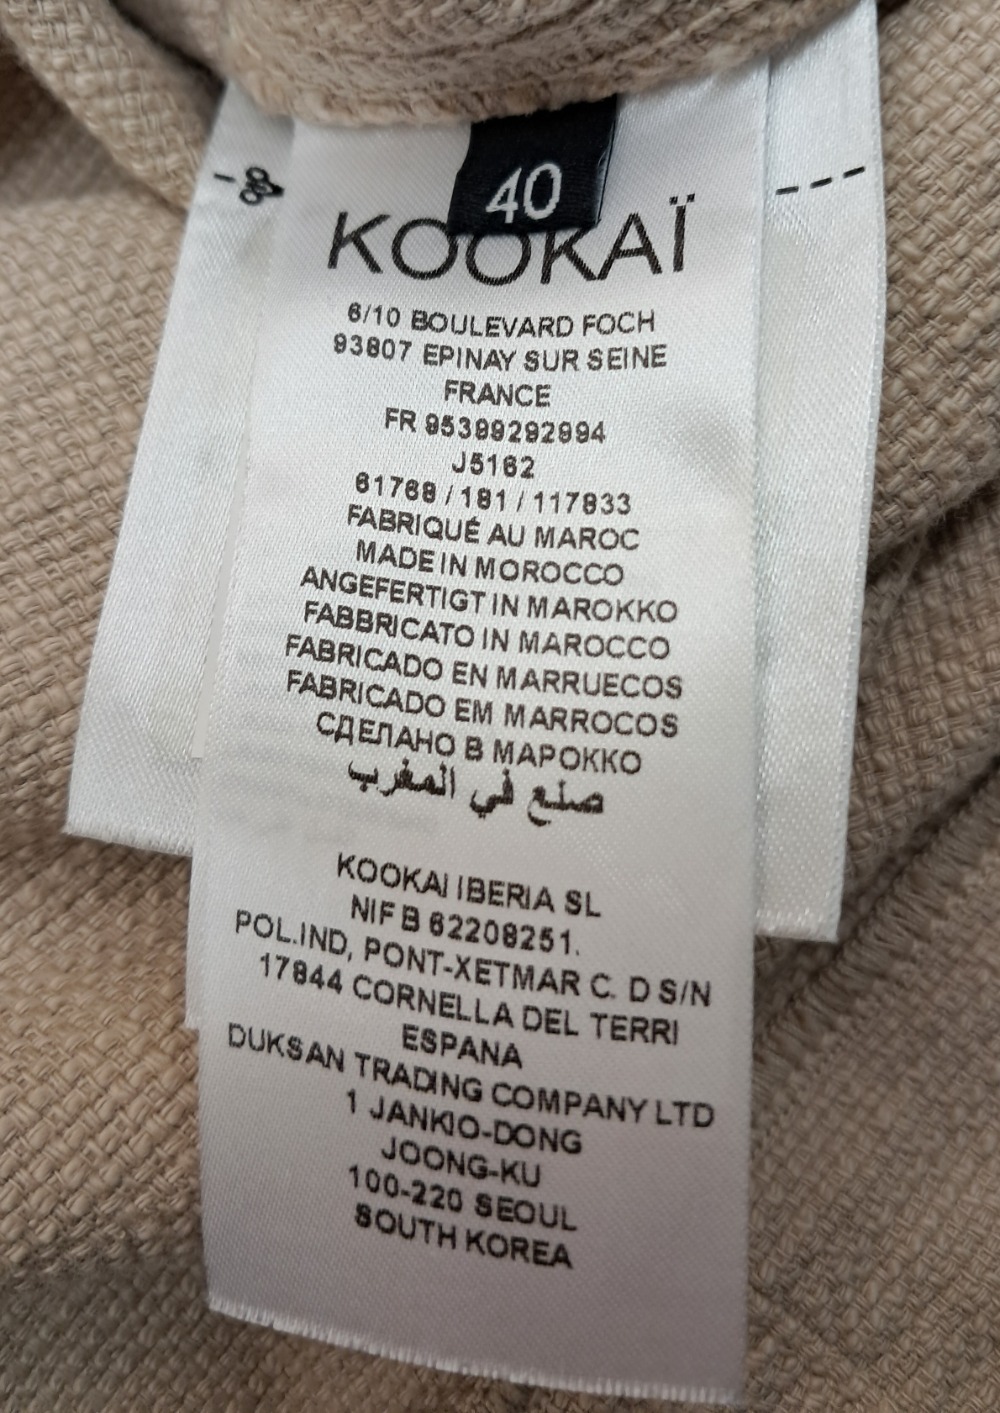 40
KOOKAÏ
6/10 BOULEVARD FOCH
93807 EPINAY SUR SEINE
FRANCE
FR 95399292994
J5162
61768 / 181 / 117833
FABRIQUÉ AU MAROC
MADE IN MOROCCO
ANGEFERTIGT IN MAROKKO
FABBRICATO IN MAROCCO
FABRICADO EN MARRUECOS
FABRICADO EM MARROCOS
СДЕЛАНО В МАРОККО
صنع في المغرب
KOOKAI IBERIA SL
NIF B 62208251.
POL.IND, PONT-XETMAR C. D S/N
17844 CORNELLA DEL TERRI
ESPANA
DUKSAN TRADING COMPANY LTD
1 JANKIO-DONG
JOONG-KU
100-220 SEOUL
SOUTH KOREA